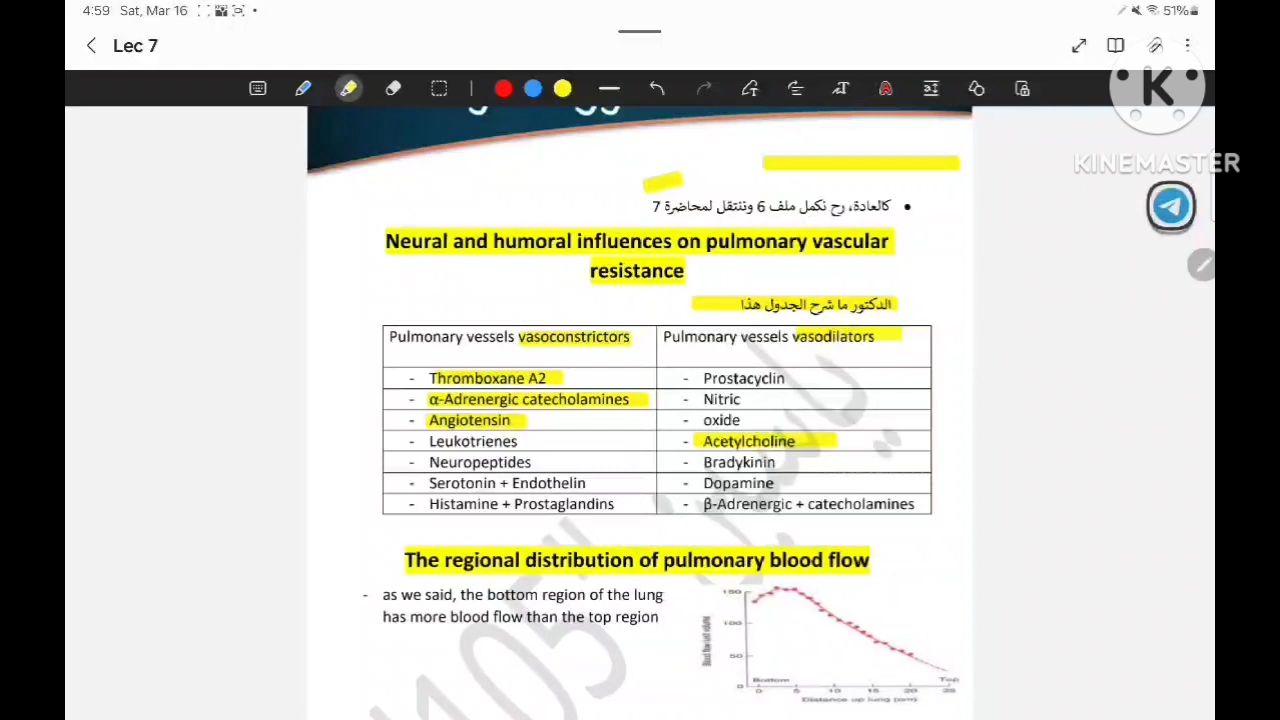 4:59 Sat, Mar 16
51%
Lec 7
KINEMASTER
كالعادة، رح نكمل ملف 6 وننتقل لمحاضرة 7
Neural and humoral influences on pulmonary vascular
resistance
الدكتور ما شرح الجدول هذا
Pulmonary vessels vasoconstrictors
Pulmonary vessels vasodilators
- Thromboxane A2
- Prostacyclin
- α-Adrenergic catecholamines
- Nitric
- Angiotensin
- oxide
- Leukotrienes
- Acetylcholine
- Neuropeptides
- Bradykinin
- Serotonin + Endothelin
- Dopamine
- Histamine + Prostaglandins
- β-Adrenergic + catecholamines
The regional distribution of pulmonary blood flow
- as we said, the bottom region of the lung
has more blood flow than the top region
150
100
50
0
Bottom
Top
0 5 10 15 20 25
Distance up lung (cm)